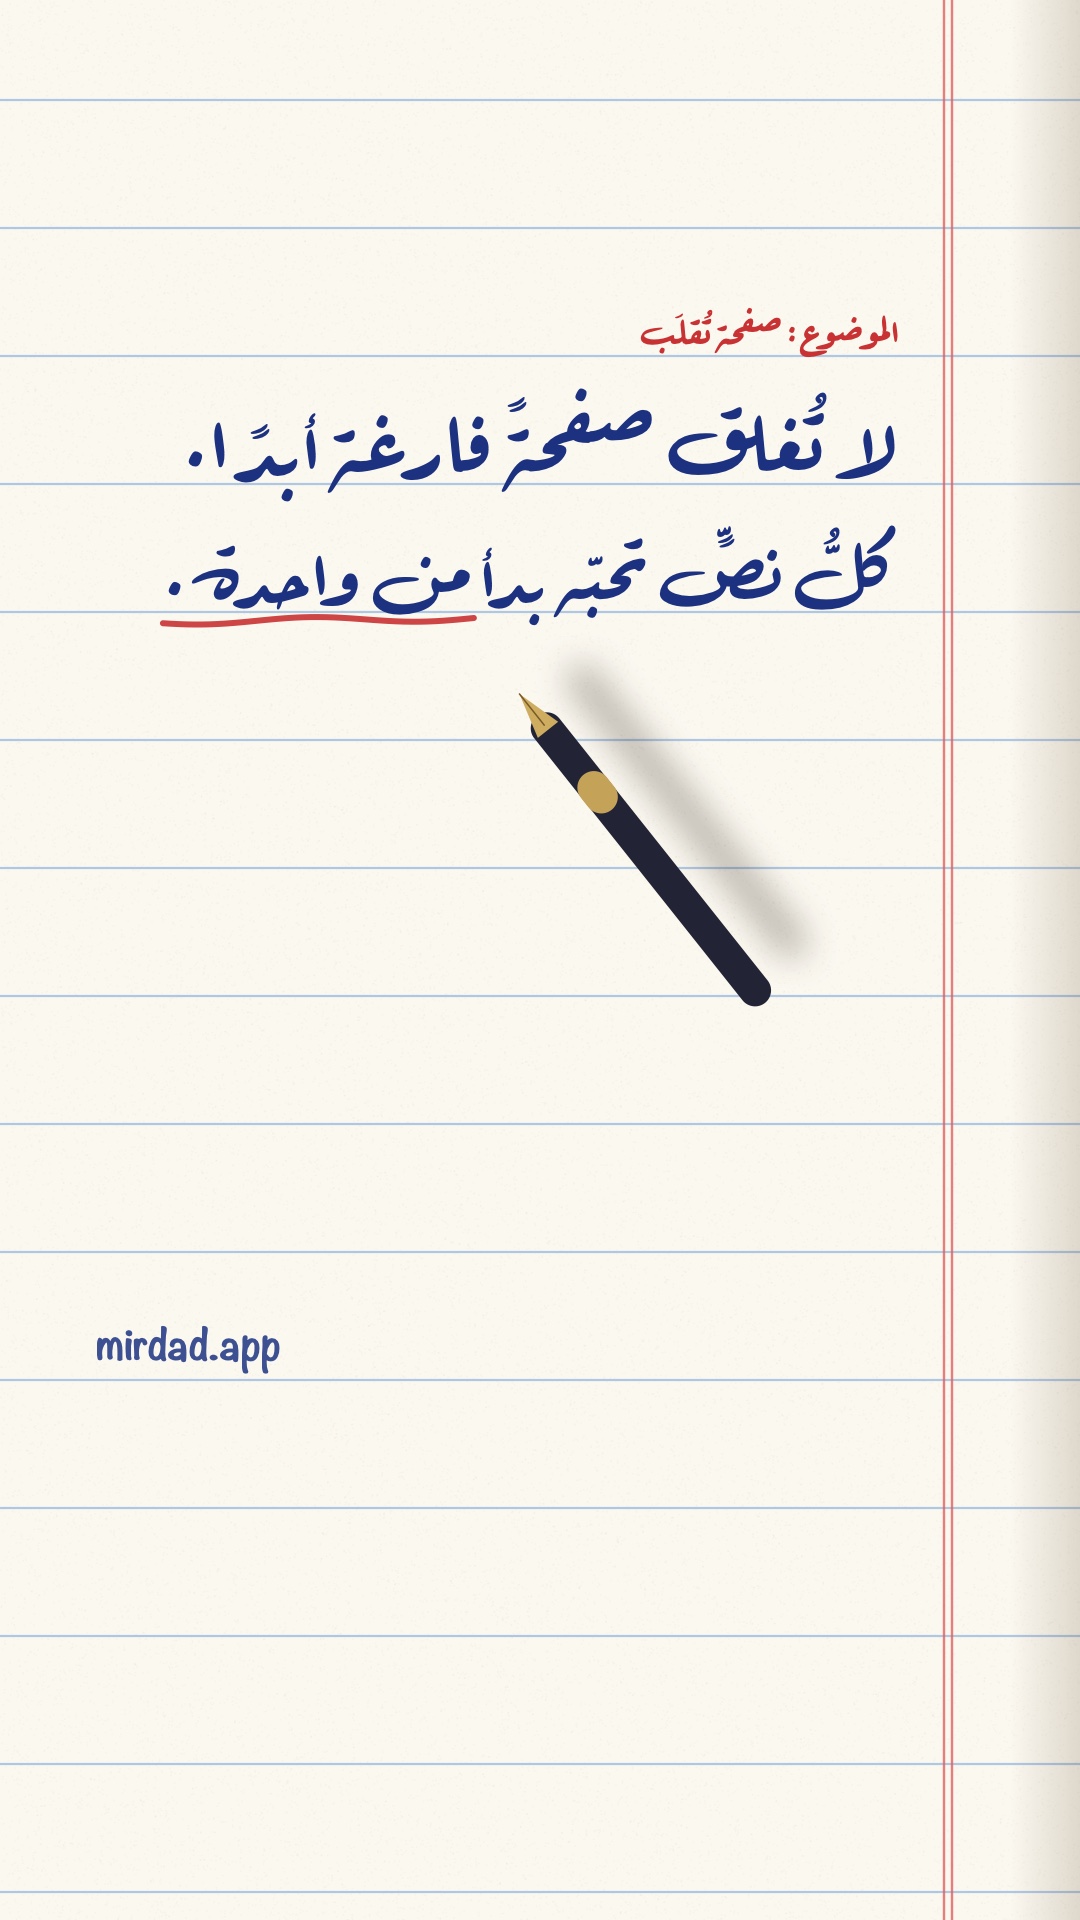 الموضوع: صفحة تُقلَب
لا تُغلق صفحةً فارغة أبدًا.
كلُّ نصٍّ تحبّه بدأ من واحدة.
mirdad.app